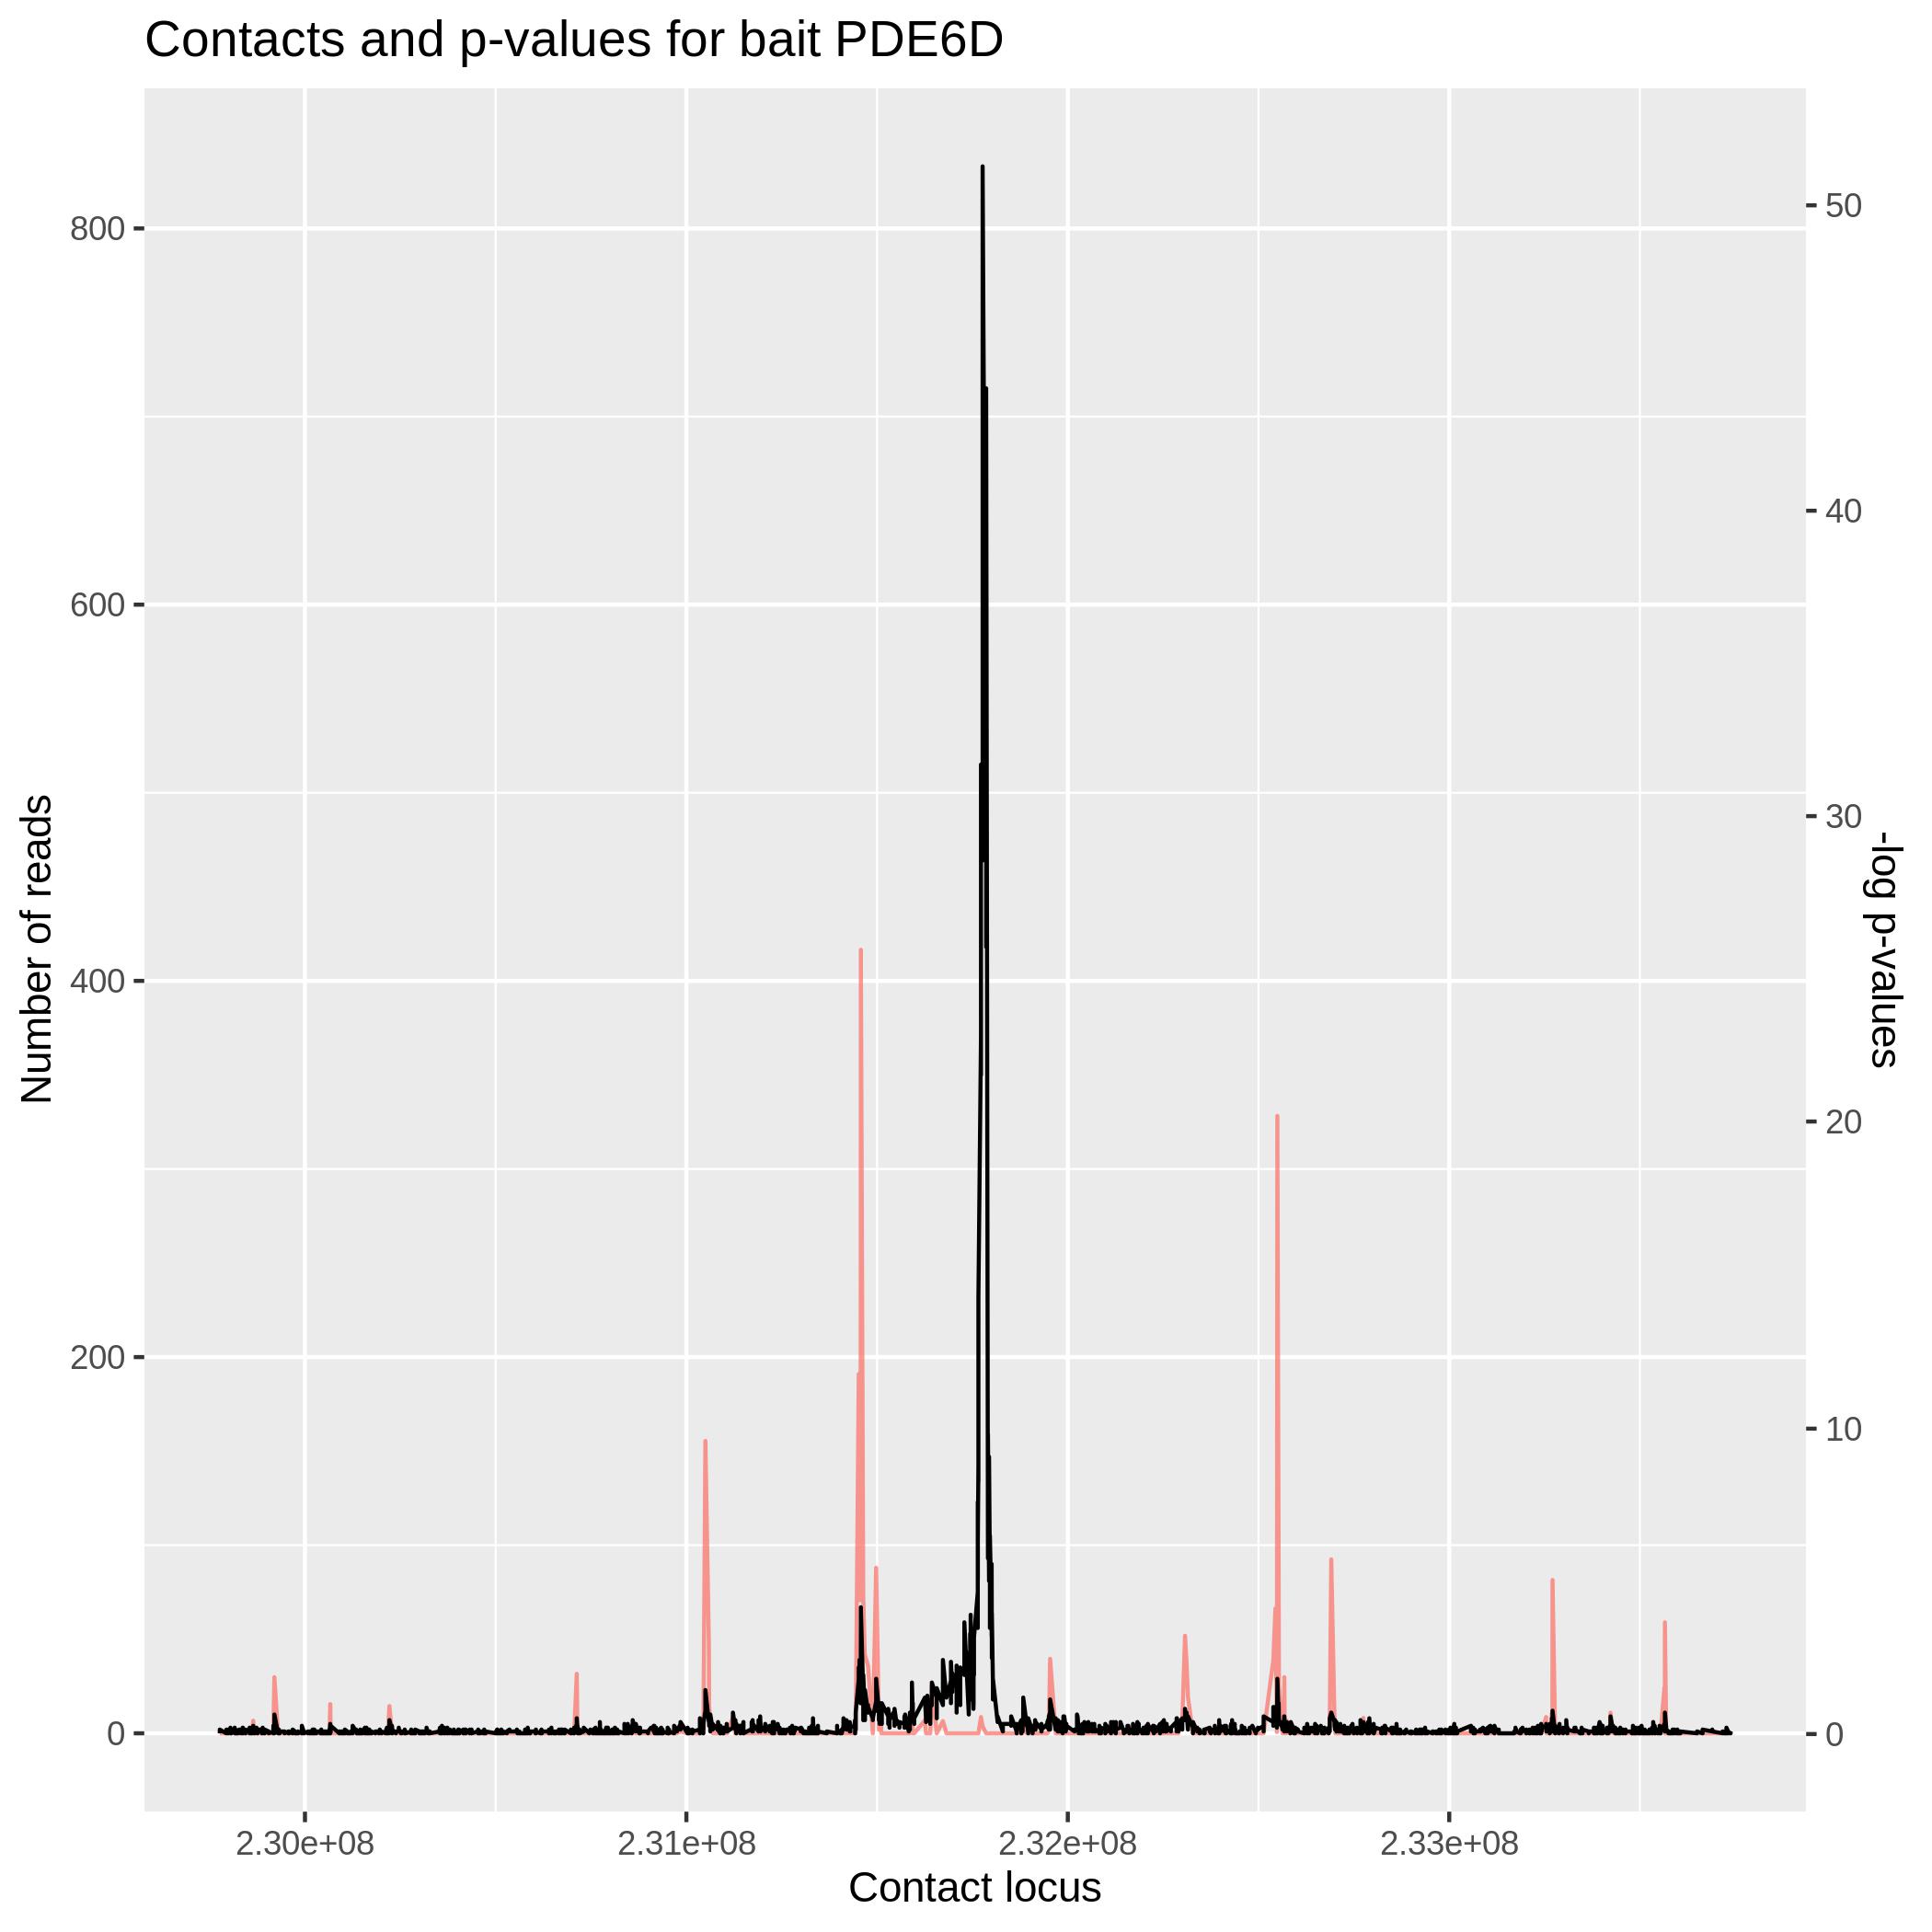 Contacts and p-values for bait PDE6D
800
600
400
200
0
Number of reads
50
40
30
20
10
0
-log p-values
2.30e+08
2.31e+08
2.32e+08
2.33e+08
Contact locus